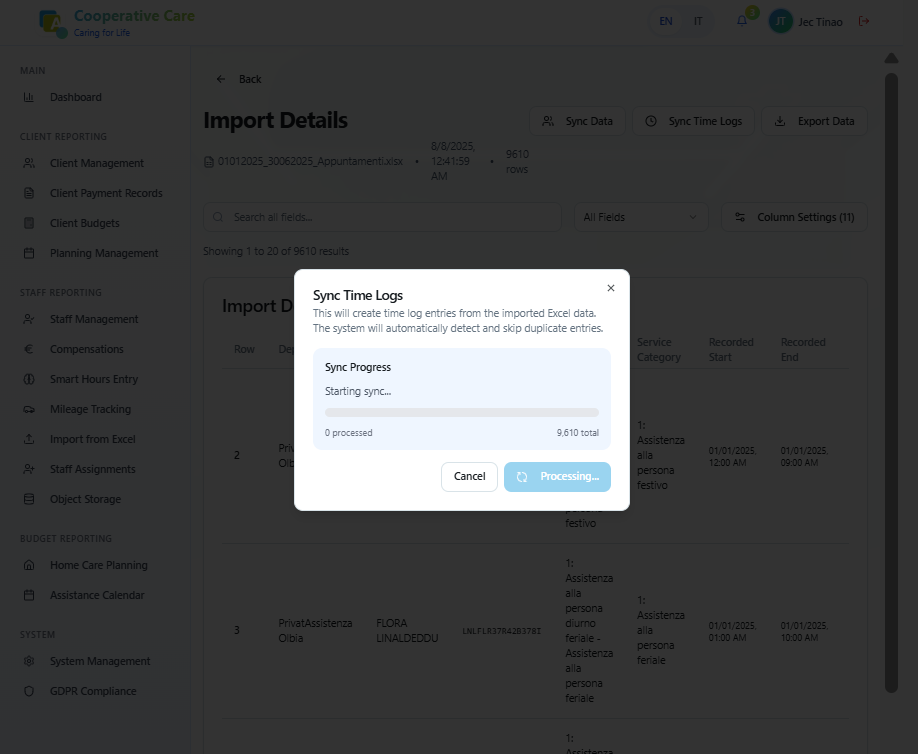 Cooperative Care
Caring for Life
EN IT
3
JT
Jec Tinao
MAIN
Dashboard
CLIENT REPORTING
Client Management
Client Payment Records
Client Budgets
Planning Management
STAFF REPORTING
Staff Management
Compensations
Smart Hours Entry
Mileage Tracking
Import from Excel
Staff Assignments
Object Storage
BUDGET REPORTING
Home Care Planning
Assistance Calendar
SYSTEM
System Management
GDPR Compliance
Back
Import Details
Sync Data
Sync Time Logs
Export Data
01012025_30062025_Appuntamenti.xlsx
•
8/8/2025,
12:41:59
AM
•
9610
rows
Search all fields...
All Fields
Column Settings (11)
Showing 1 to 20 of 9610 results
Import D
Row
De
Service
Category
Recorded
Start
Recorded
End
2
Priva
Olb
1:
Assistenza
alla
persona
festivo
01/01/2025,
12:00 AM
01/01/2025,
09:00 AM
festivo
3
PrivatAssistenza
Olbia
FLORA
LINALDEDDU
LNLFLR37R42B378I
1:
Assistenza
alla
persona
diurno
feriale -
Assistenza
alla
persona
feriale
1:
Assistenza
alla
persona
feriale
01/01/2025,
01:00 AM
01/01/2025,
10:00 AM
1:
Assistenza
Sync Time Logs
This will create time log entries from the imported Excel data.
The system will automatically detect and skip duplicate entries.
Sync Progress
Starting sync...
0 processed
9,610 total
Cancel
Processing...